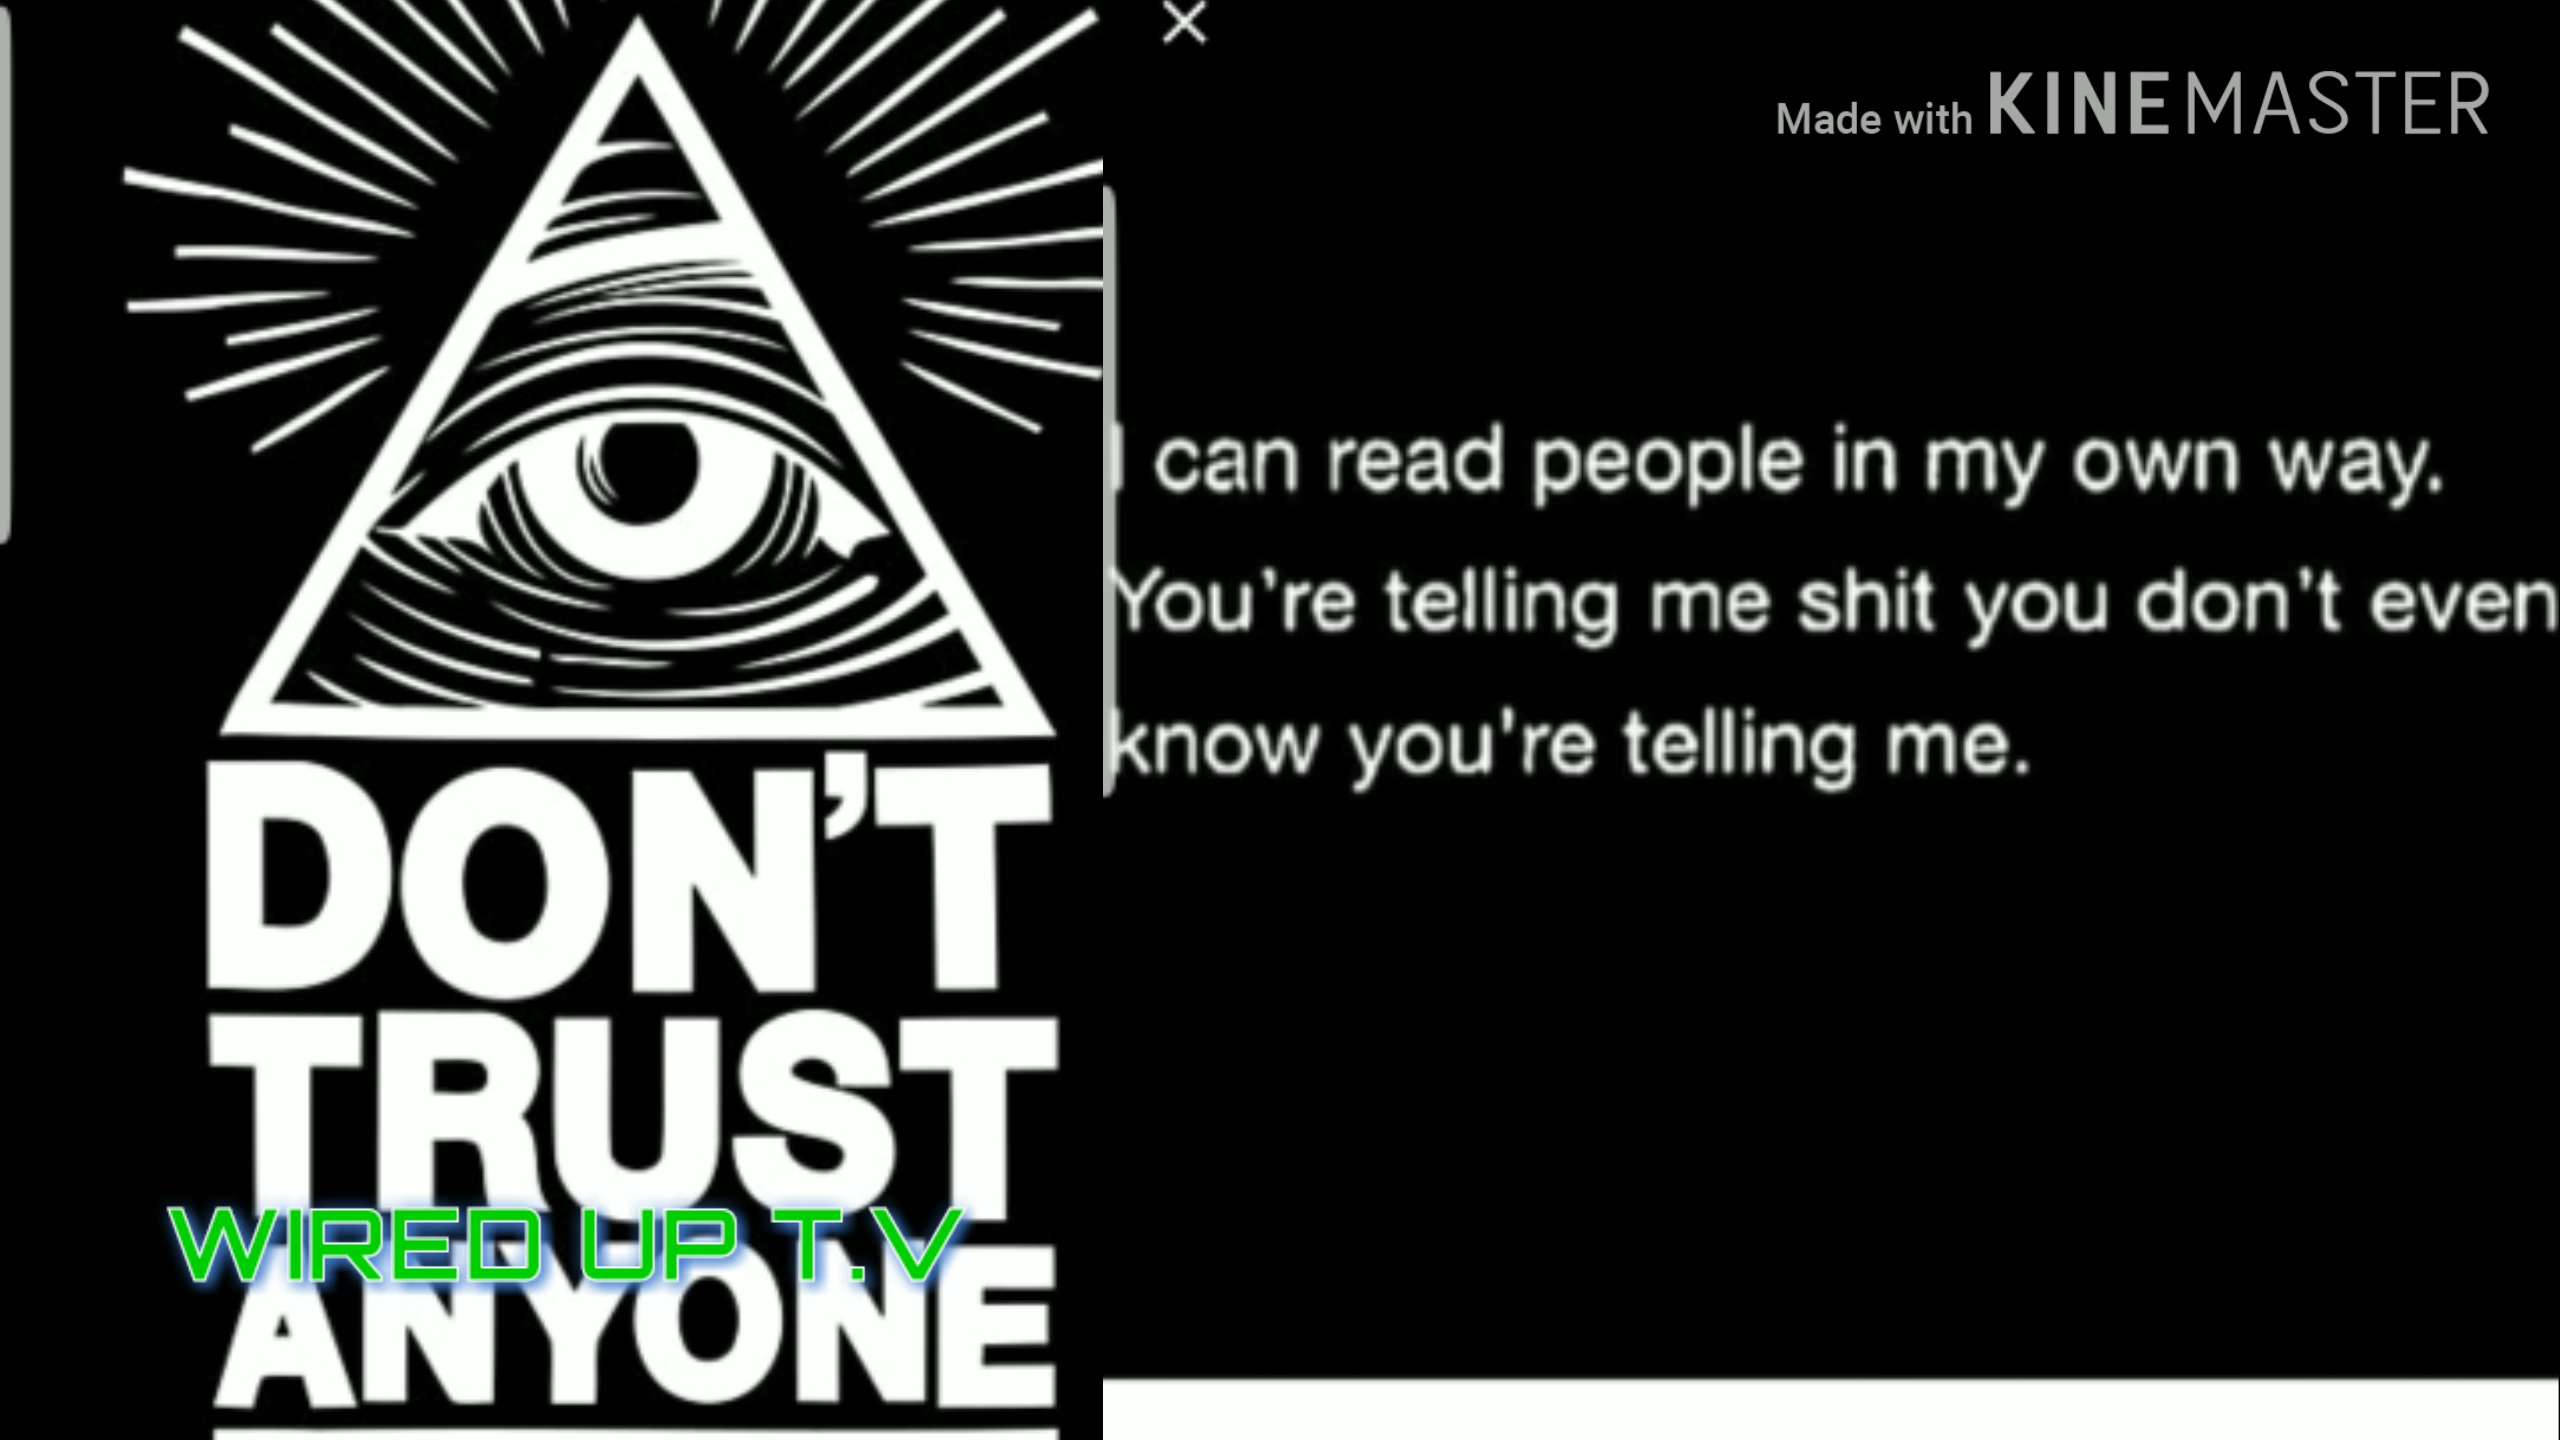 DON'T
TRUST
WIRED UP T.V
ANYONE
Made with KINEMASTER
I can read people in my own way.
You're telling me shit you don't even
know you're telling me.